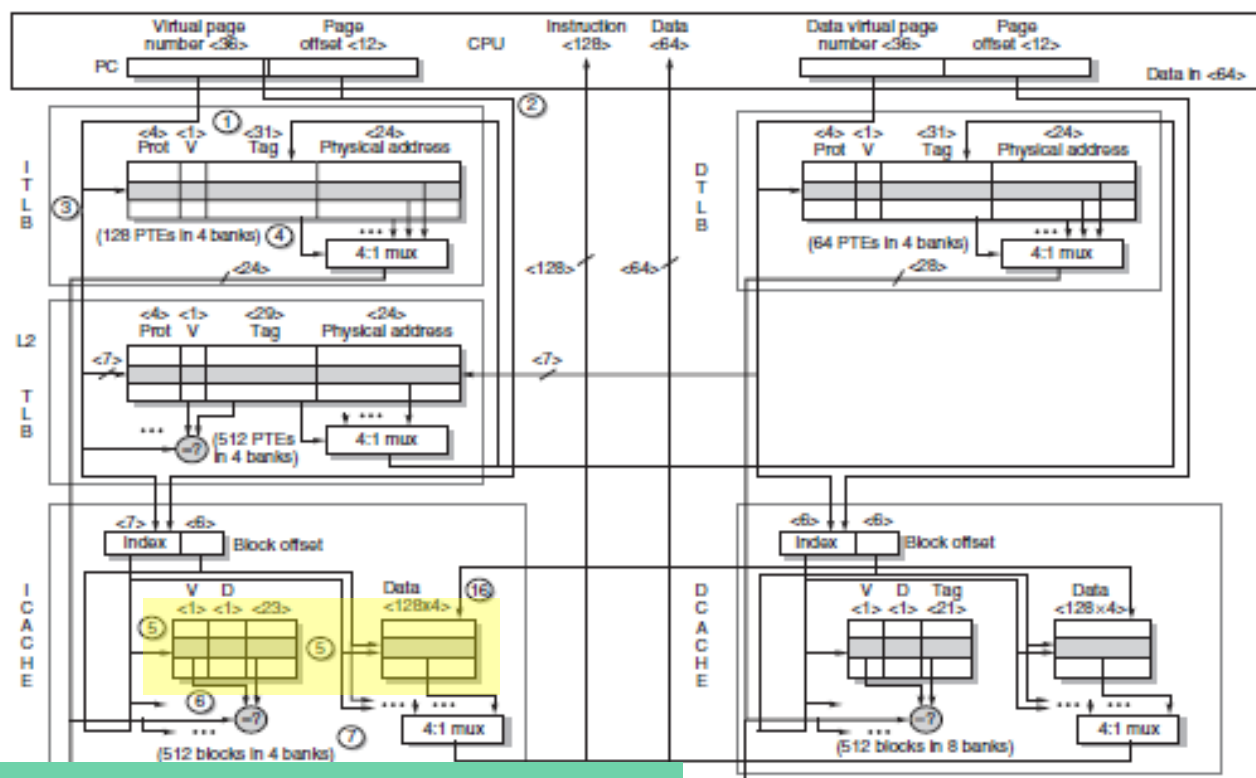 Virtual page
number <36>
Page
offset <12>
CPU
Instruction
<128>
Data
<64>
Data virtual page
number <36>
Page
offset <12>
PC
Data in <64>
1
2
I
T
L
B
<4> <1> <31> <24>
Prot V Tag Physical address
3
(128 PTEs in 4 banks)
4
...
4:1 mux
<24>
<128>
<64>
D
T
L
B
<4> <1> <31> <24>
Prot V Tag Physical address
...
(64 PTEs in 4 banks)
4:1 mux
<28>
L2
T
L
B
<4> <1> <29> <24>
Prot V Tag Physical address
<7>
<7>
...
=?
(512 PTEs
in 4 banks)
...
4:1 mux
I
C
A
C
H
E
<7> <6>
Index
Block offset
V D
<1> <1> <23>
Data
<128x4>
16
5
5
6
...
...
=?
7
... ...
4:1 mux
(512 blocks in 4 banks)
D
C
A
C
H
E
<6> <6>
Index
Block offset
V D Tag
<1> <1> <21>
Data
<128×4>
...
...
=?
... ...
4:1 mux
(512 blocks in 8 banks)